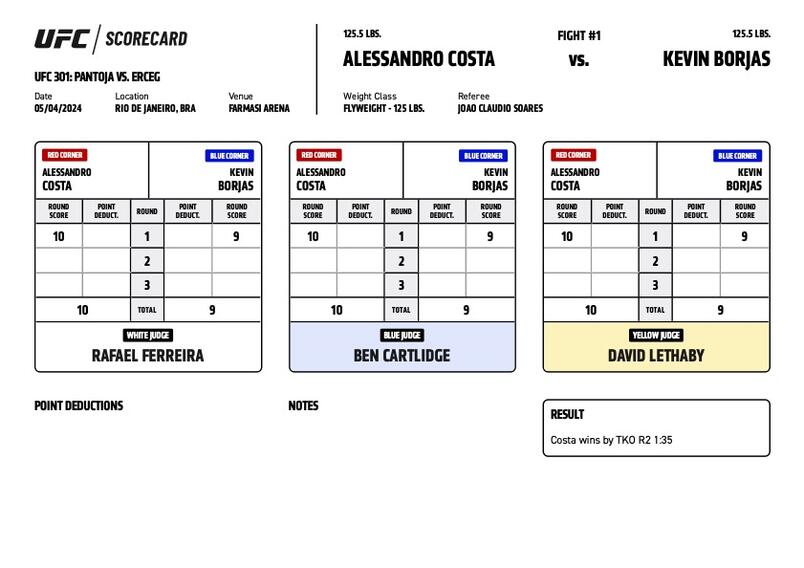 UFC / SCORECARD
UFC 301: PANTOJA VS. ERCEG
Date Location Venue
05/04/2024 RIO DE JANEIRO, BRA FARMASI ARENA
125.5 LBS. FIGHT #1 125.5 LBS.
ALESSANDRO COSTA VS. KEVIN BORJAS
Weight Class Referee
FLYWEIGHT - 125 LBS. JOAO CLAUDIO SOARES
RED CORNER BLUE CORNER
ALESSANDRO KEVIN
COSTA BORJAS
ROUND POINT ROUND POINT ROUND
SCORE DEDUCT. DEDUCT. SCORE
10 1 9
2
3
10 TOTAL 9
WHITE JUDGE
RAFAEL FERREIRA
RED CORNER BLUE CORNER
ALESSANDRO KEVIN
COSTA BORJAS
ROUND POINT ROUND POINT ROUND
SCORE DEDUCT. DEDUCT. SCORE
10 1 9
2
3
10 TOTAL 9
BLUE JUDGE
BEN CARTLIDGE
RED CORNER BLUE CORNER
ALESSANDRO KEVIN
COSTA BORJAS
ROUND POINT ROUND POINT ROUND
SCORE DEDUCT. DEDUCT. SCORE
10 1 9
2
3
10 TOTAL 9
YELLOW JUDGE
DAVID LETHABY
POINT DEDUCTIONS
NOTES
RESULT
Costa wins by TKO R2 1:35